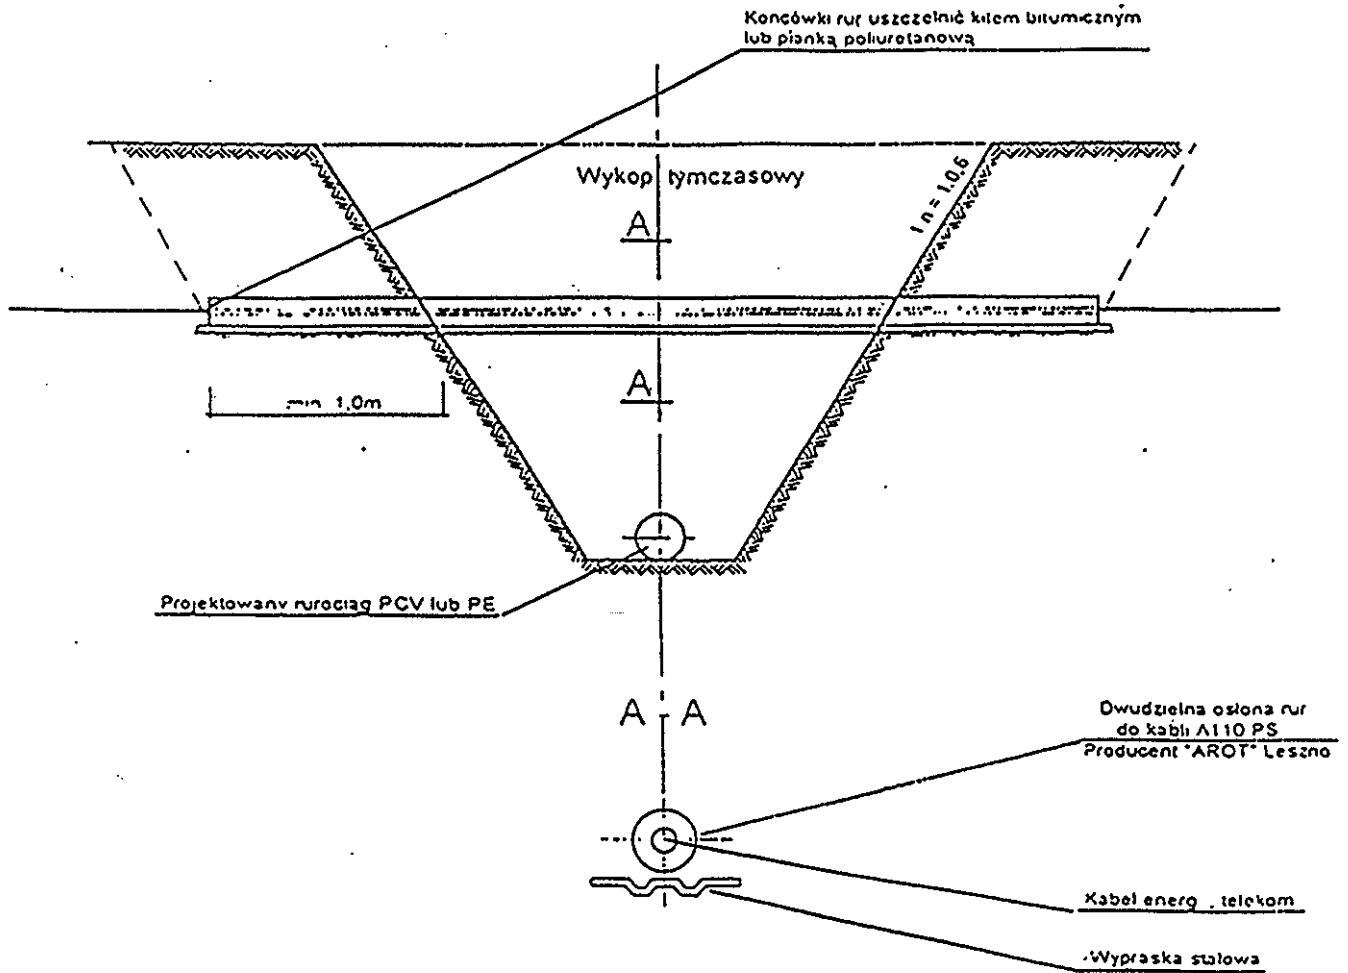 Końcówki rur uszczelnić kitem bitumicznym
lub pianką poliuretanową
Wykop tymczasowy
1 n = 1.0,6
A
A
min. 1,0m
Projektowany rurociąg PCV lub PE
A A
Dwudzielna osłona rur
do kabli A110 PS
Producent "AROT" Leszno
Kabel energ., telekom
Wypraska stalowa